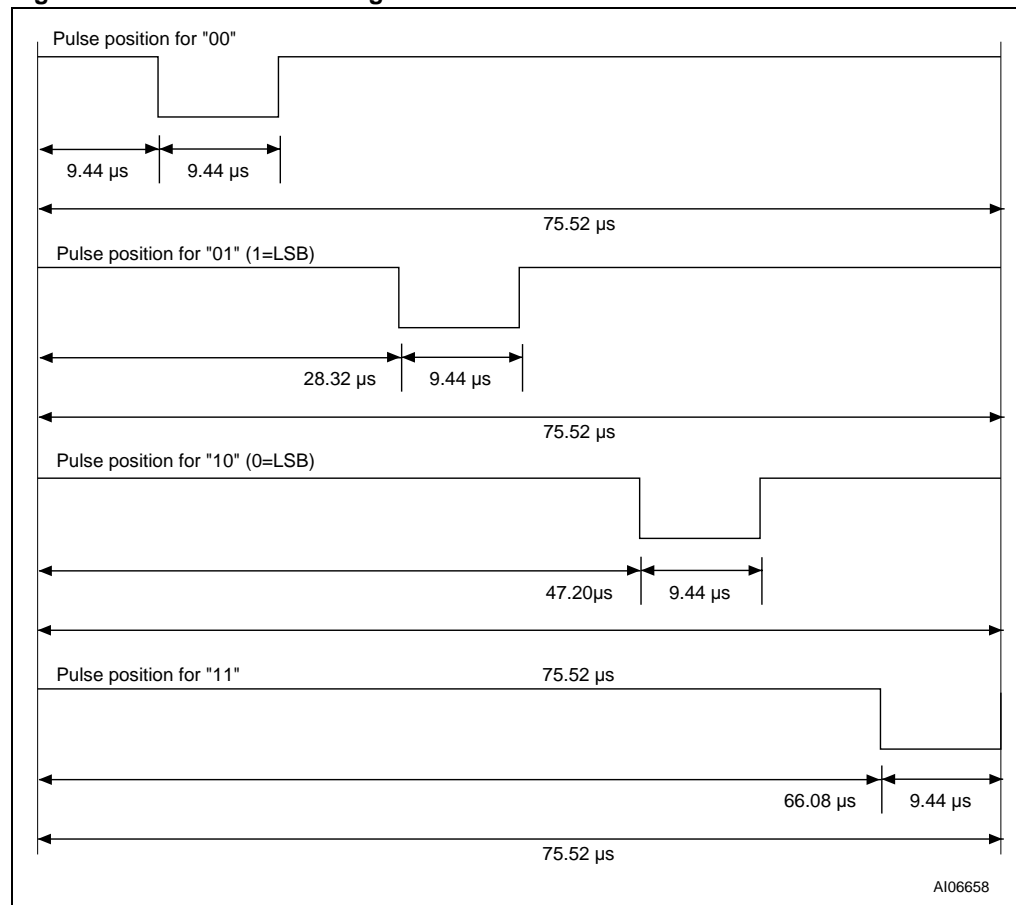 Pulse position for "00"
9.44 µs 9.44 µs
75.52 µs
Pulse position for "01" (1=LSB)
28.32 µs 9.44 µs
75.52 µs
Pulse position for "10" (0=LSB)
47.20µs 9.44 µs
Pulse position for "11" 75.52 µs
66.08 µs 9.44 µs
75.52 µs
AI06658